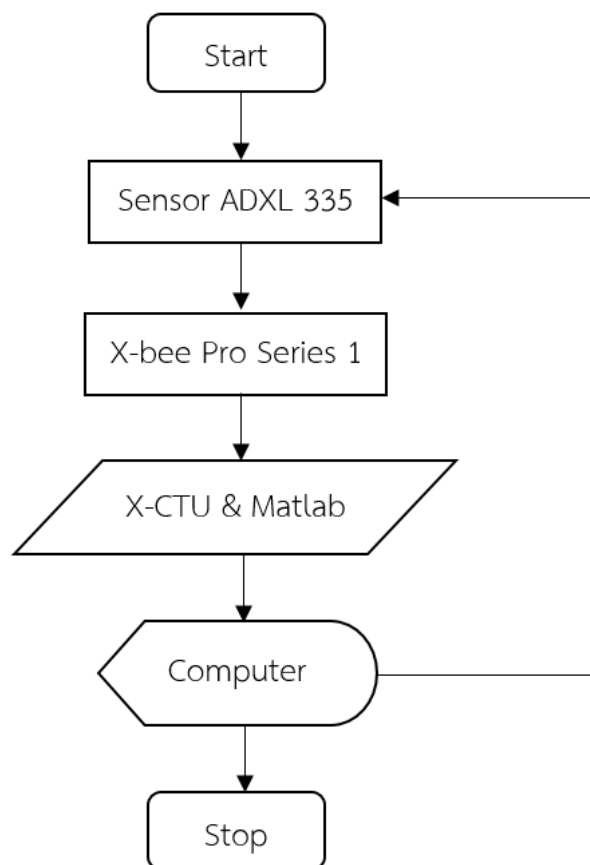 Start
Sensor ADXL 335
X-bee Pro Series 1
X-CTU & Matlab
Computer
Stop